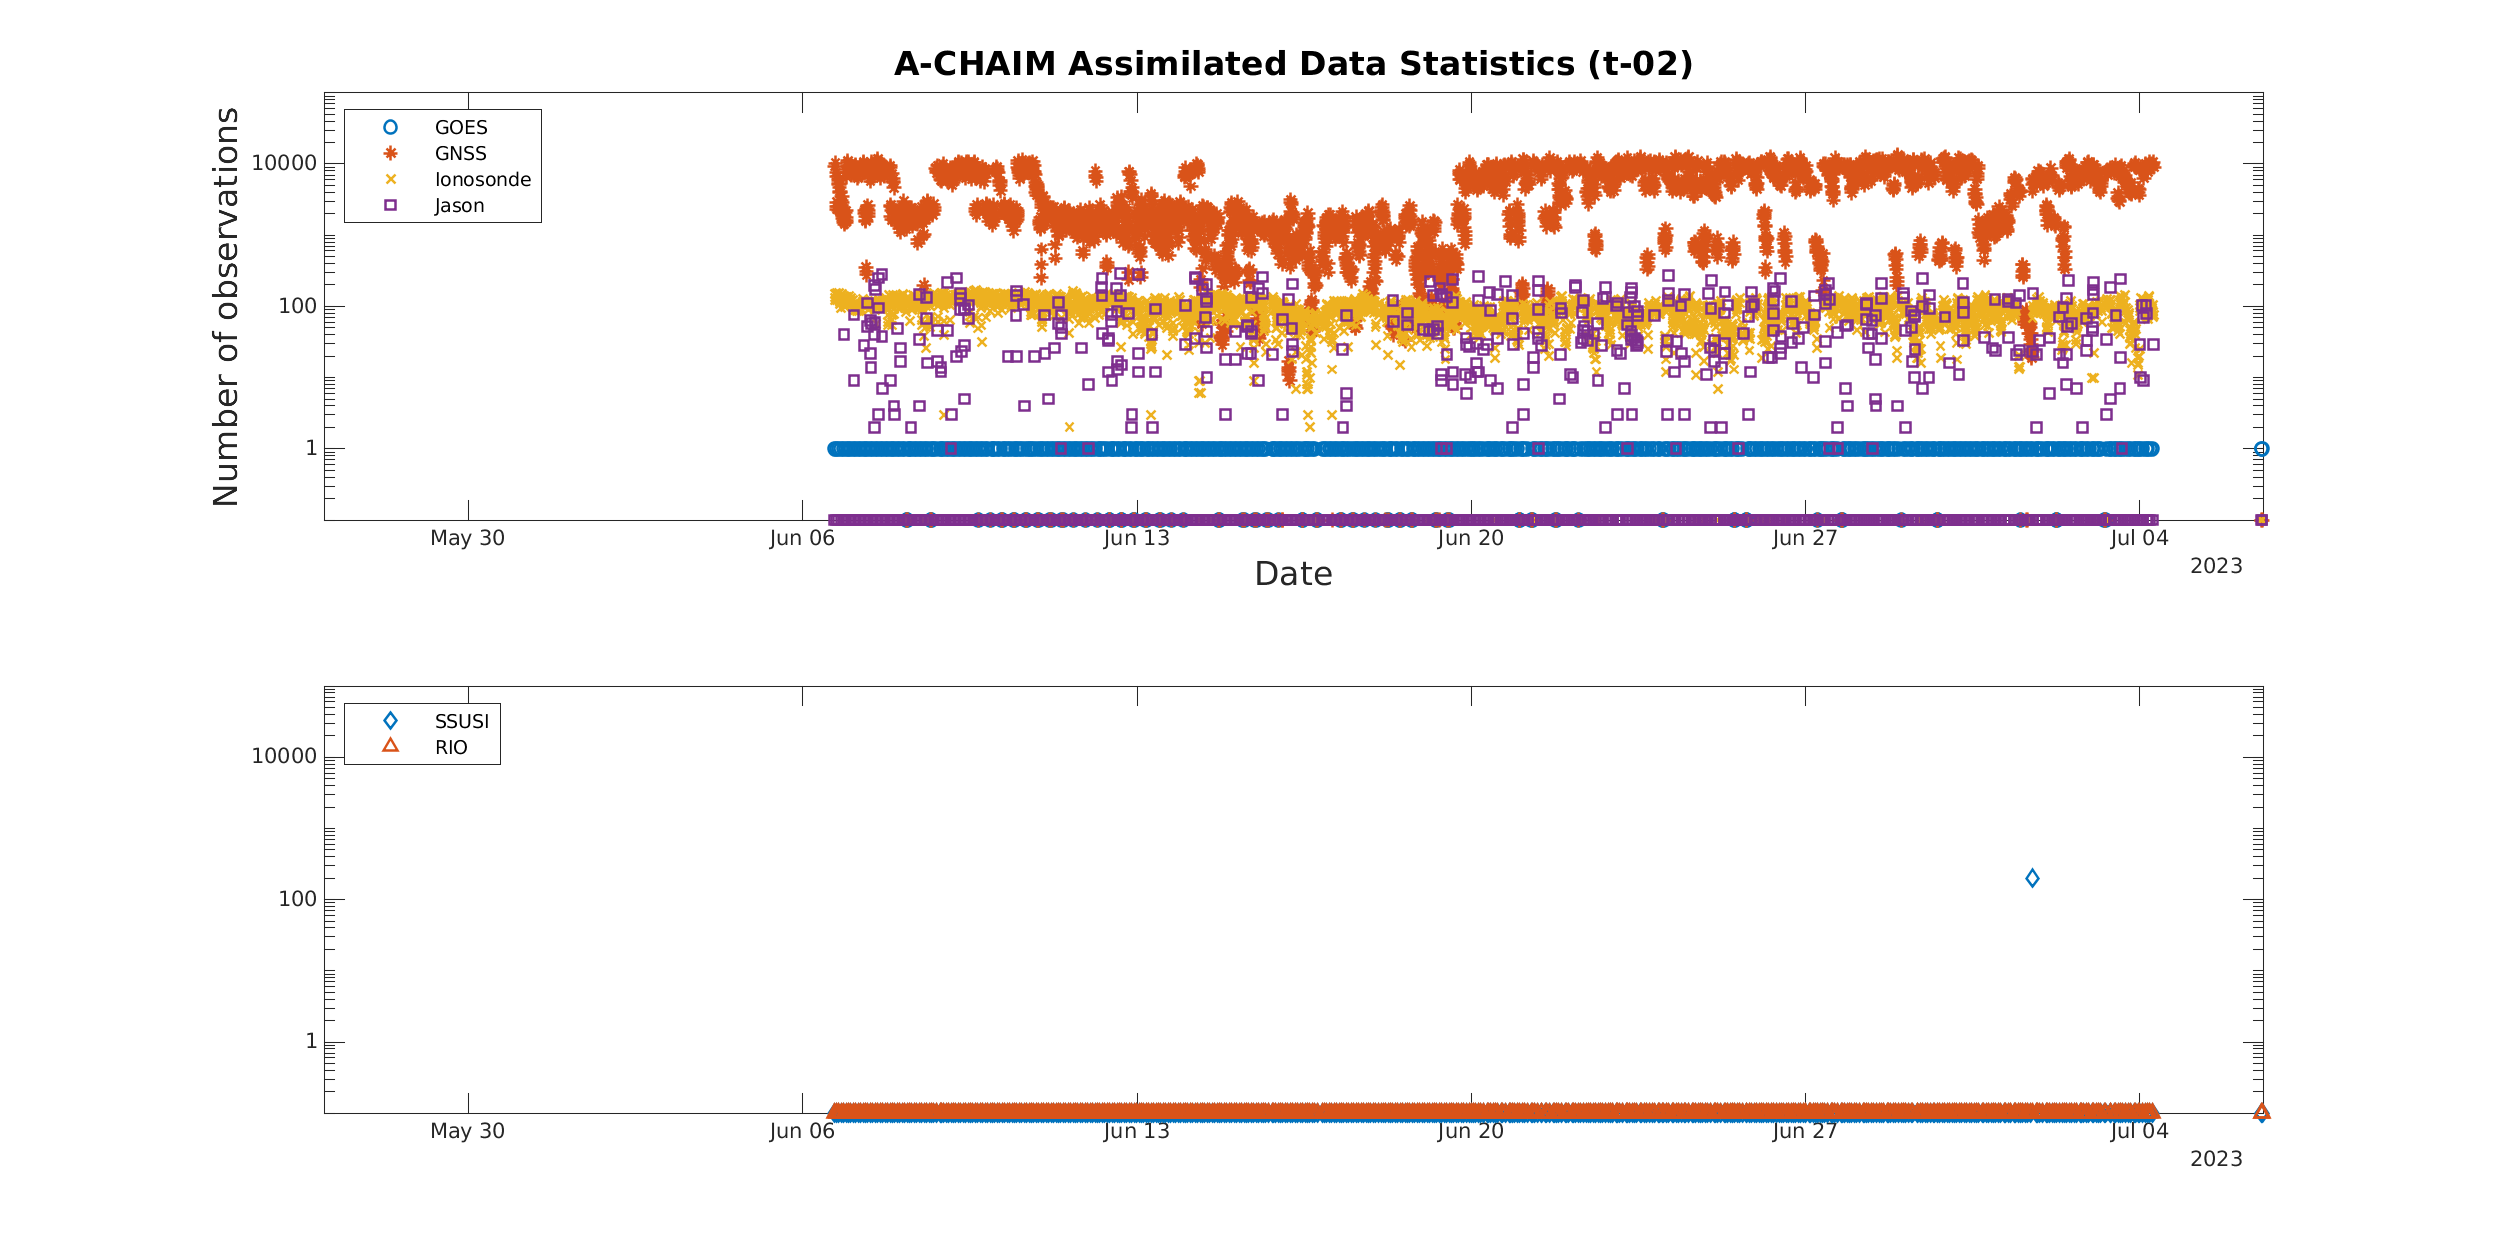 A-CHAIM Assimilated Data Statistics (t-02)
Number of observations
10000
100
1
GOES
GNSS
Ionosonde
Jason
May 30
Jun 06
Jun 13
Jun 20
Jun 27
Jul 04
2023
Date
10000
100
1
SSUSI
RIO
May 30
Jun 06
Jun 13
Jun 20
Jun 27
Jul 04
2023